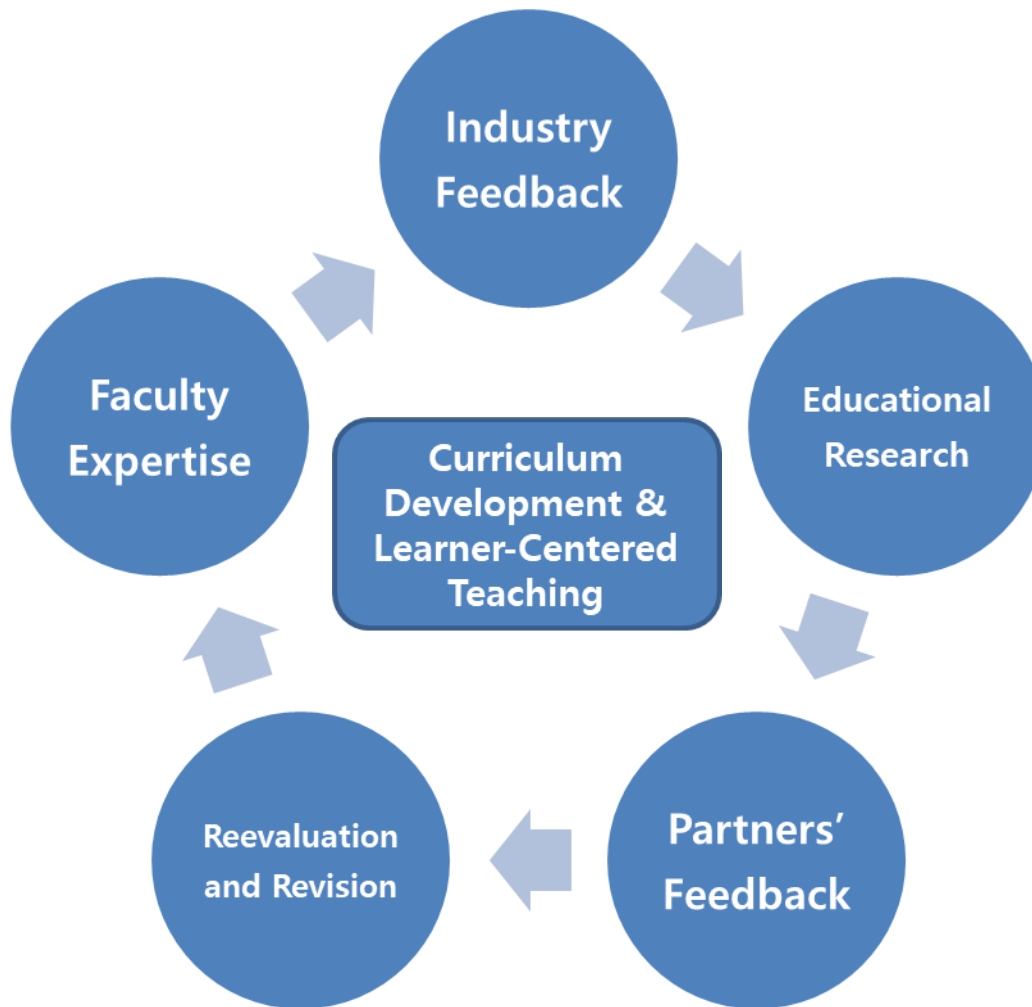 Industry
Feedback
Educational
Research
Partners’
Feedback
Reevaluation
and Revision
Faculty
Expertise
Curriculum
Development &
Learner-Centered
Teaching